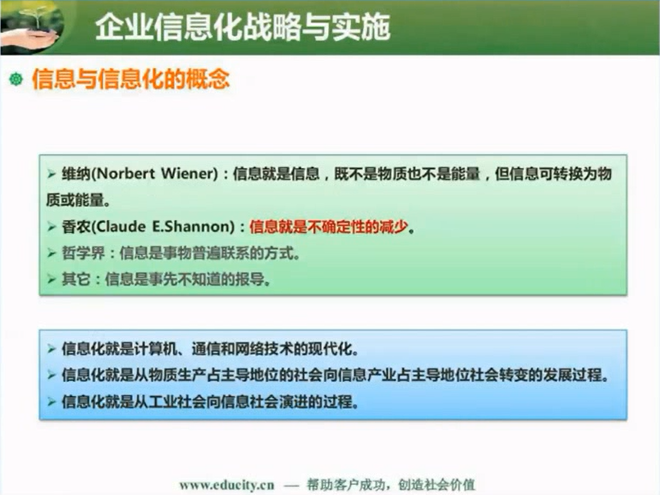 企业信息化战略与实施
信息与信息化的概念
维纳(Norbert Wiener)：信息就是信息，既不是物质也不是能量，但信息可转换为物
质或能量。
香农(Claude E.Shannon)：信息就是不确定性的减少。
哲学界：信息是事物普遍联系的方式。
其它：信息是事先不知道的报导。
信息化就是计算机、通信和网络技术的现代化。
信息化就是从物质生产占主导地位的社会向信息产业占主导地位社会转变的发展过程。
信息化就是从工业社会向信息社会演进的过程。
www.educity.cn — 帮助客户成功，创造社会价值